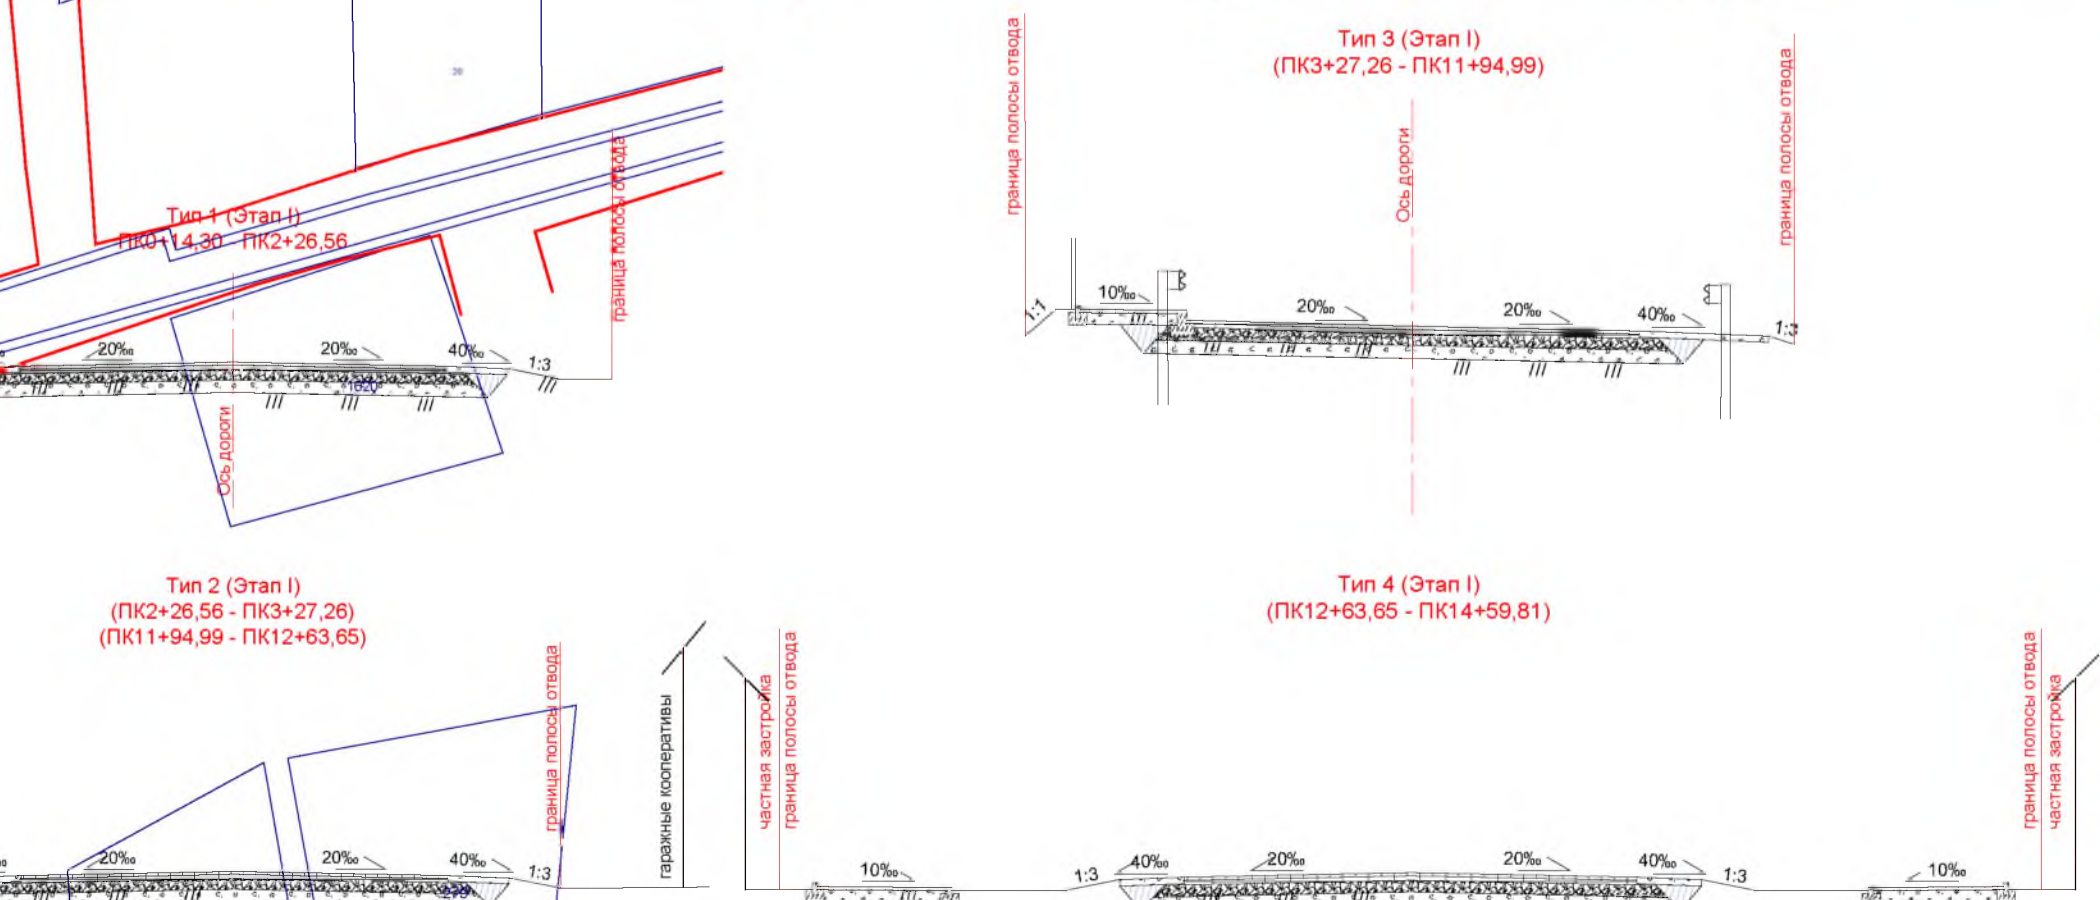 Тип 3 (Этап I)
(ПК3+27,26 - ПК11+94,99)
граница полосы отвода
Ось дороги
граница полосы отвода
1:1
10‰
20‰
20‰
40‰
1:3
39
Тип 1 (Этап I)
ПК0+14,30 - ПК2+26,56
граница полосы отвода
20‰
20‰
40‰
1:3
1620
Ось дороги
Тип 2 (Этап I)
(ПК2+26,56 - ПК3+27,26)
(ПК11+94,99 - ПК12+63,65)
граница полосы отвода
гаражные кооперативы
20‰
20‰
40‰
1:3
Тип 4 (Этап I)
(ПК12+63,65 - ПК14+59,81)
частная застройка
граница полосы отвода
граница полосы отвода
частная застройка
10‰
1:3
40‰
20‰
20‰
40‰
1:3
10‰